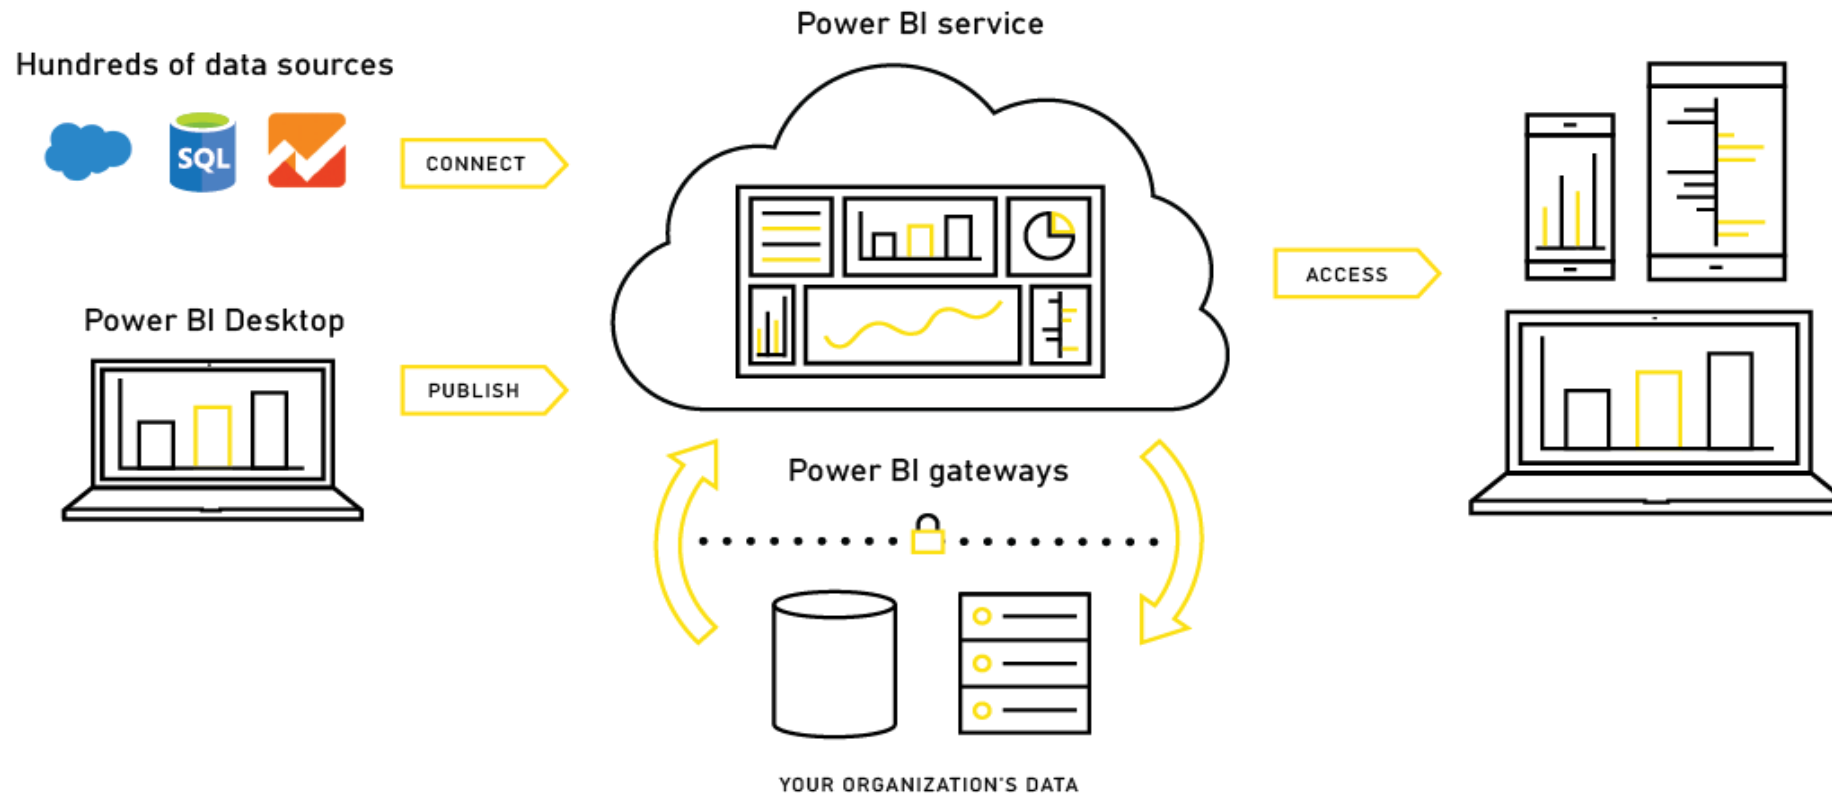 Power BI service
Hundreds of data sources
SQL
CONNECT
ACCESS
Power BI Desktop
PUBLISH
Power BI gateways
YOUR ORGANIZATION'S DATA